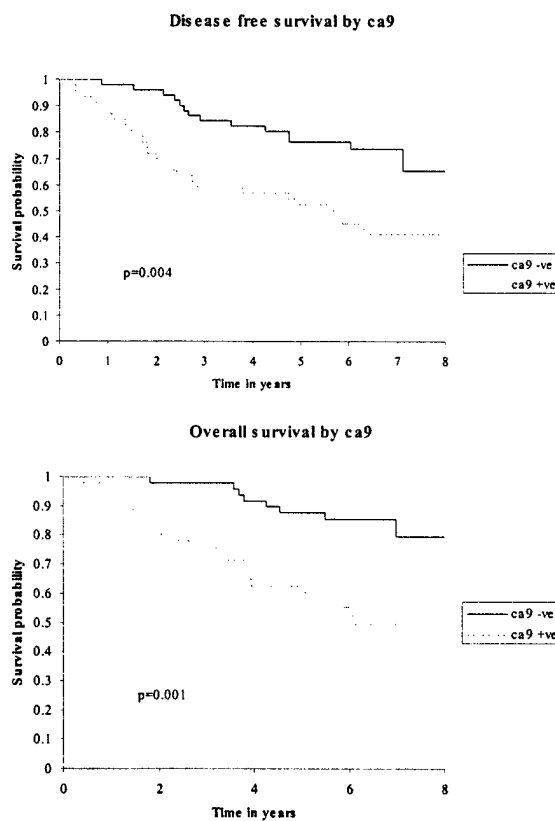 Disease free survival by ca9
1
0.9
0.8
0.7
0.6
0.5
0.4
0.3
0.2
0.1
0
Survival probability
p=0.004
ca9 -ve
ca9 +ve
0 1 2 3 4 5 6 7 8
Time in years
Overall survival by ca9
1
0.9
0.8
0.7
0.6
0.5
0.4
0.3
0.2
0.1
0
Survival probability
p=0.001
ca9 -ve
ca9 +ve
0 2 4 6 8
Time in years